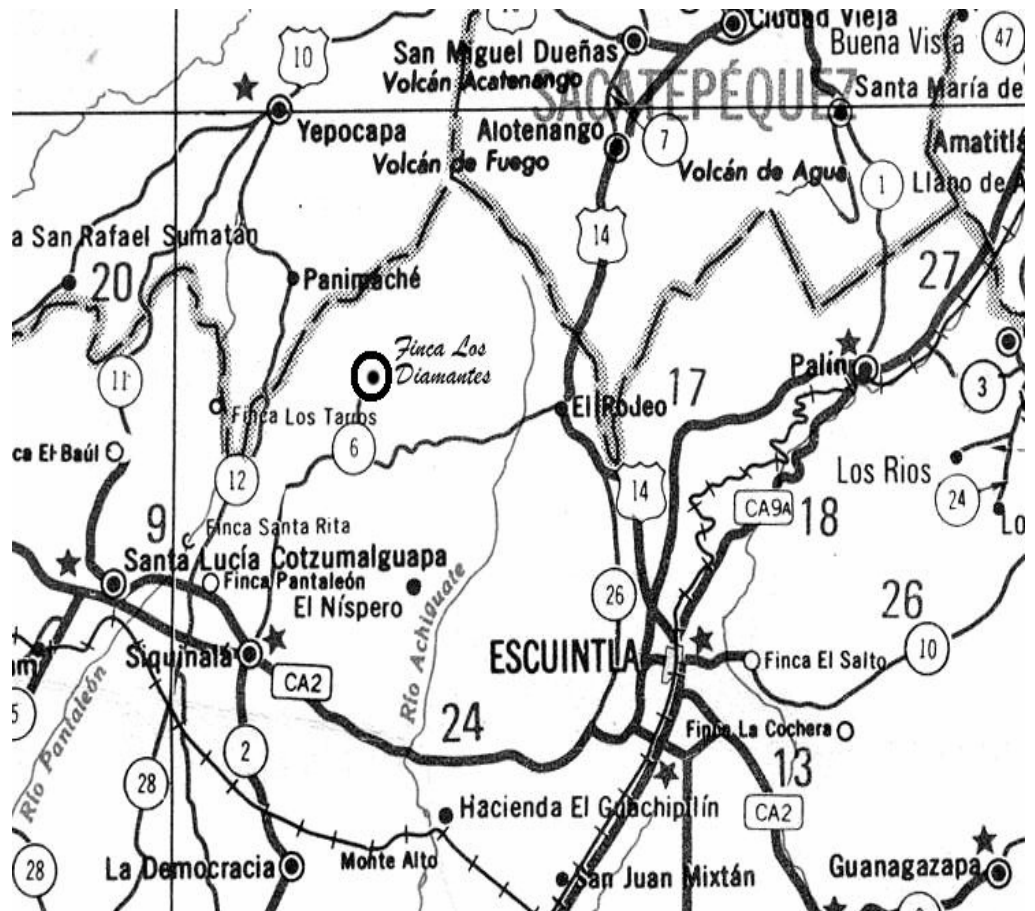 10
San Miguel Dueñas
Ciudad Vieja
Buena Vista
47
Volcán Acatenango
SACATEPÉQUEZ
Santa María de
Yepocapa
Alotenango
7
Amatitlá
Volcán de Fuego
Volcán de Agua
1
Llano de A
14
a San Rafael Sumatán
20
Panimaché
27
Finca Los
Diamantes
11
Palín
3
17
Finca Los Tarros
El Rodeo
6
ca El Baúl
12
14
Los Rios
24
CA9A
18
Lo
9
Finca Santa Rita
Santa Lucía Cotzumalguapa
Finca Pantaleón
El Níspero
26
26
Río Achiguate
10
Siquinalá
ESCUINTLA
Finca El Salto
CA2
Río Pantaleón
5
24
Finca La Cochera
2
28
13
Hacienda El Guachipilín
CA2
28
La Democracia
Monte Alto
San Juan Mixtán
Guanagazapa